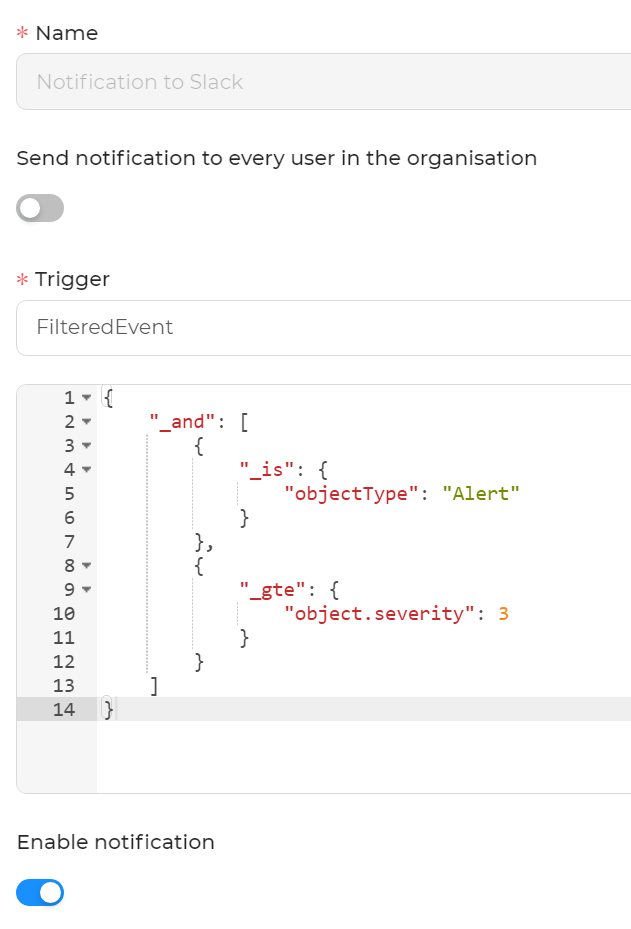 * Name
Notification to Slack
Send notification to every user in the organisation
* Trigger
FilteredEvent
1 {
2     "_and": [
3         {
4             "_is": {
5                 "objectType": "Alert"
6             }
7         },
8         {
9             "_gte": {
10                 "object.severity": 3
11             }
12         }
13     ]
14 }
Enable notification